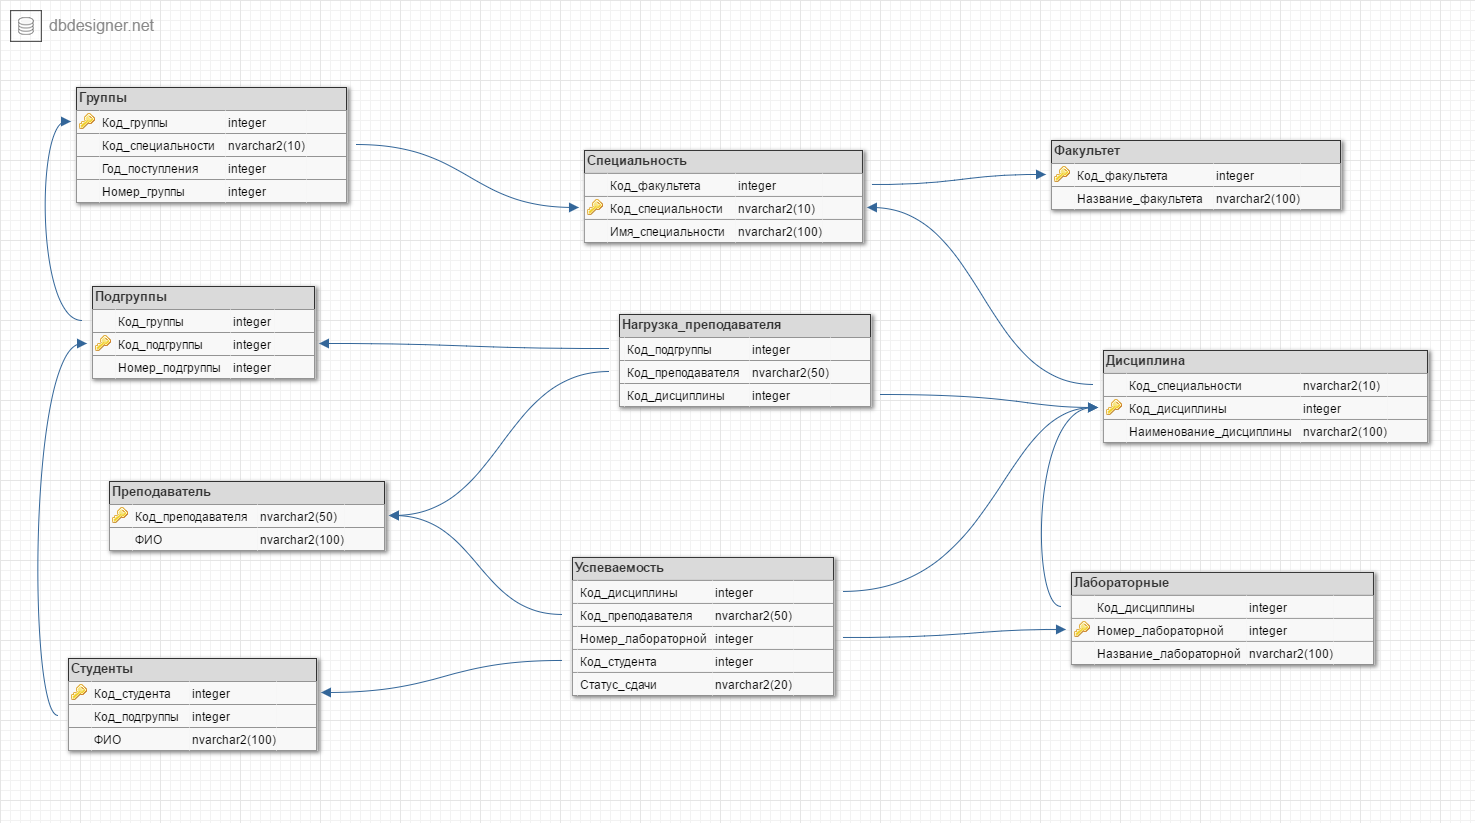 dbdesigner.net
Группы
Код_группы integer
Код_специальности nvarchar2(10)
Год_поступления integer
Номер_группы integer
Специальность
Код_факультета integer
Код_специальности nvarchar2(10)
Имя_специальности nvarchar2(100)
Факультет
Код_факультета integer
Название_факультета nvarchar2(100)
Подгруппы
Код_группы integer
Код_подгруппы integer
Номер_подгруппы integer
Нагрузка_преподавателя
Код_подгруппы integer
Код_преподавателя nvarchar2(50)
Код_дисциплины integer
Дисциплина
Код_специальности nvarchar2(10)
Код_дисциплины integer
Наименование_дисциплины nvarchar2(100)
Преподаватель
Код_преподавателя nvarchar2(50)
ФИО nvarchar2(100)
Успеваемость
Код_дисциплины integer
Код_преподавателя nvarchar2(50)
Номер_лабораторной integer
Код_студента integer
Статус_сдачи nvarchar2(20)
Лабораторные
Код_дисциплины integer
Номер_лабораторной integer
Название_лабораторной nvarchar2(100)
Студенты
Код_студента integer
Код_подгруппы integer
ФИО nvarchar2(100)